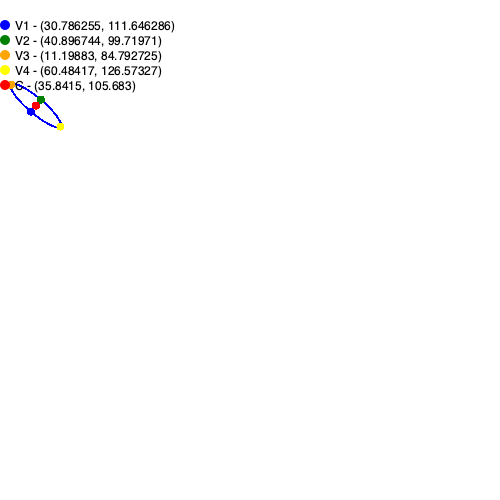 V1 - (30.786255, 111.646286)
V2 - (40.896744, 99.71971)
V3 - (11.19883, 84.792725)
V4 - (60.48417, 126.57327)
C - (35.8415, 105.683)